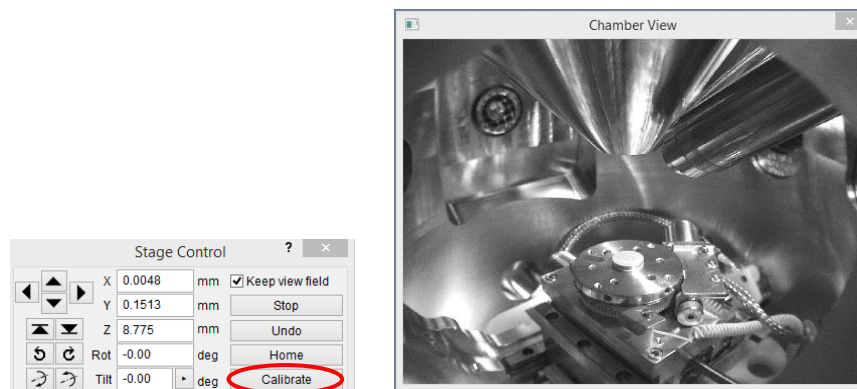 Chamber View
Stage Control ?
X 0.0048 mm Keep view field
Y 0.1513 mm Stop
Z 8.775 mm Undo
Rot -0.00 deg Home
Tilt -0.00 deg Calibrate